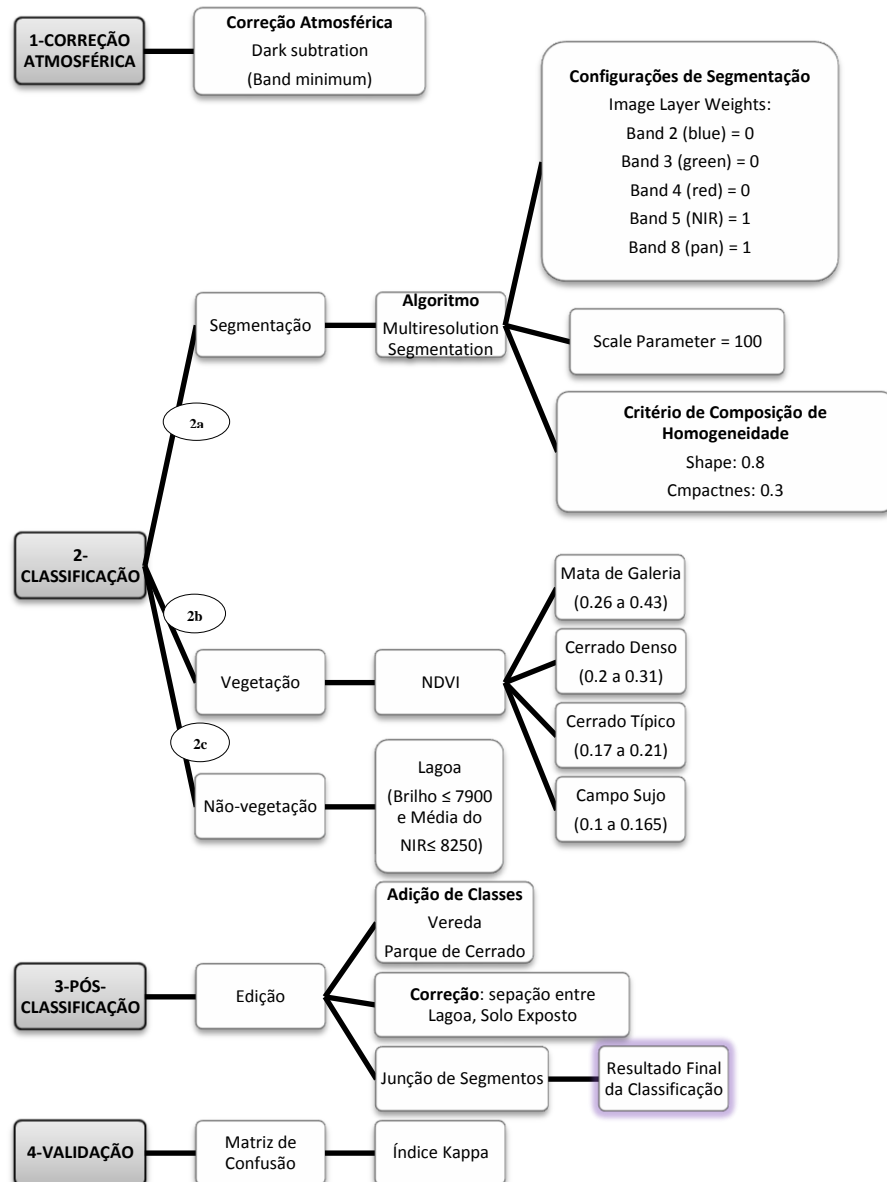 1-CORREÇÃO
ATMOSFÉRICA
Correção Atmosférica
Dark subtration
(Band minimum)
Configurações de Segmentação
Image Layer Weights:
Band 2 (blue) = 0
Band 3 (green) = 0
Band 4 (red) = 0
Band 5 (NIR) = 1
Band 8 (pan) = 1
Segmentação
Algoritmo
Multiresolution
Segmentation
Scale Parameter = 100
Critério de Composição de
Homogeneidade
Shape: 0.8
Cmpactnes: 0.3
2a
2-
CLASSIFICAÇÃO
2b
Vegetação
NDVI
Mata de Galeria
(0.26 a 0.43)
Cerrado Denso
(0.2 a 0.31)
Cerrado Típico
(0.17 a 0.21)
Campo Sujo
(0.1 a 0.165)
2c
Não-vegetação
Lagoa
(Brilho ≤ 7900
e Média do
NIR≤ 8250)
3-PÓS-
CLASSIFICAÇÃO
Edição
Adição de Classes
Vereda
Parque de Cerrado
Correção: sepação entre
Lagoa, Solo Exposto
Junção de Segmentos
Resultado Final
da Classificação
4-VALIDAÇÃO
Matriz de
Confusão
Índice Kappa